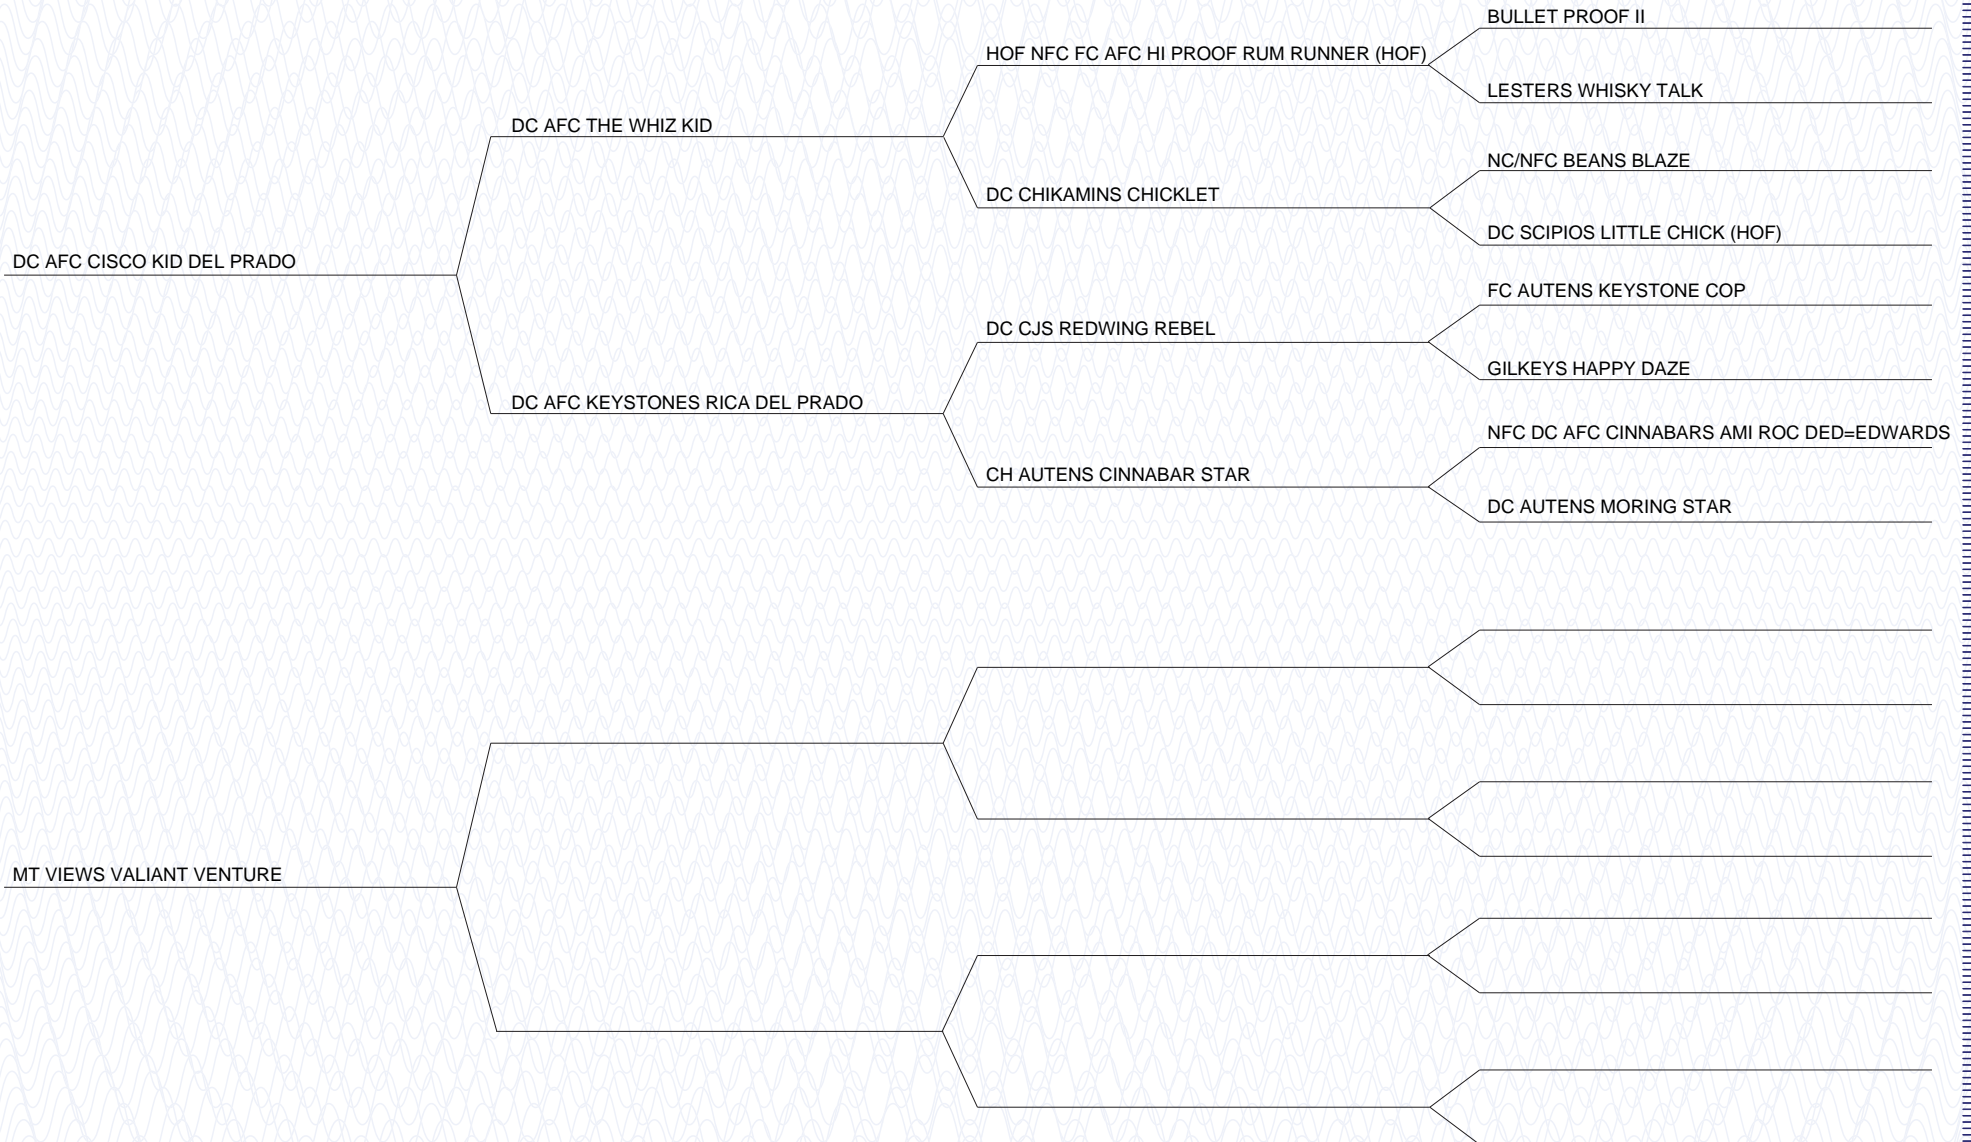 BULLET PROOF II
HOF NFC FC AFC HI PROOF RUM RUNNER (HOF)
LESTERS WHISKY TALK
DC AFC THE WHIZ KID
NC/NFC BEANS BLAZE
DC CHIKAMINS CHICKLET
DC SCIPIOS LITTLE CHICK (HOF)
DC AFC CISCO KID DEL PRADO
FC AUTENS KEYSTONE COP
DC CJS REDWING REBEL
GILKEYS HAPPY DAZE
DC AFC KEYSTONES RICA DEL PRADO
NFC DC AFC CINNABARS AMI ROC DED=EDWARDS
CH AUTENS CINNABAR STAR
DC AUTENS MORING STAR
MT VIEWS VALIANT VENTURE